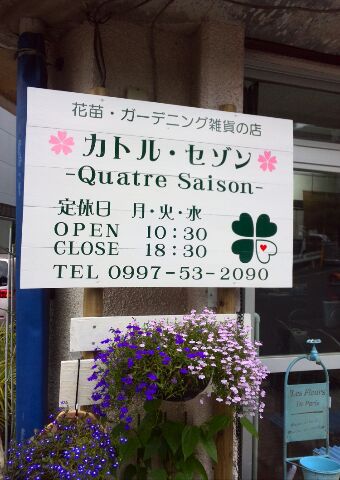 花苗・ガーデニング雑貨の店
カトル・セゾン
-Quatre Saison-
定休日 月・火・水
OPEN 10:30
CLOSE 18:30
TEL 0997-53-2090
Les Fleurs
De Paris